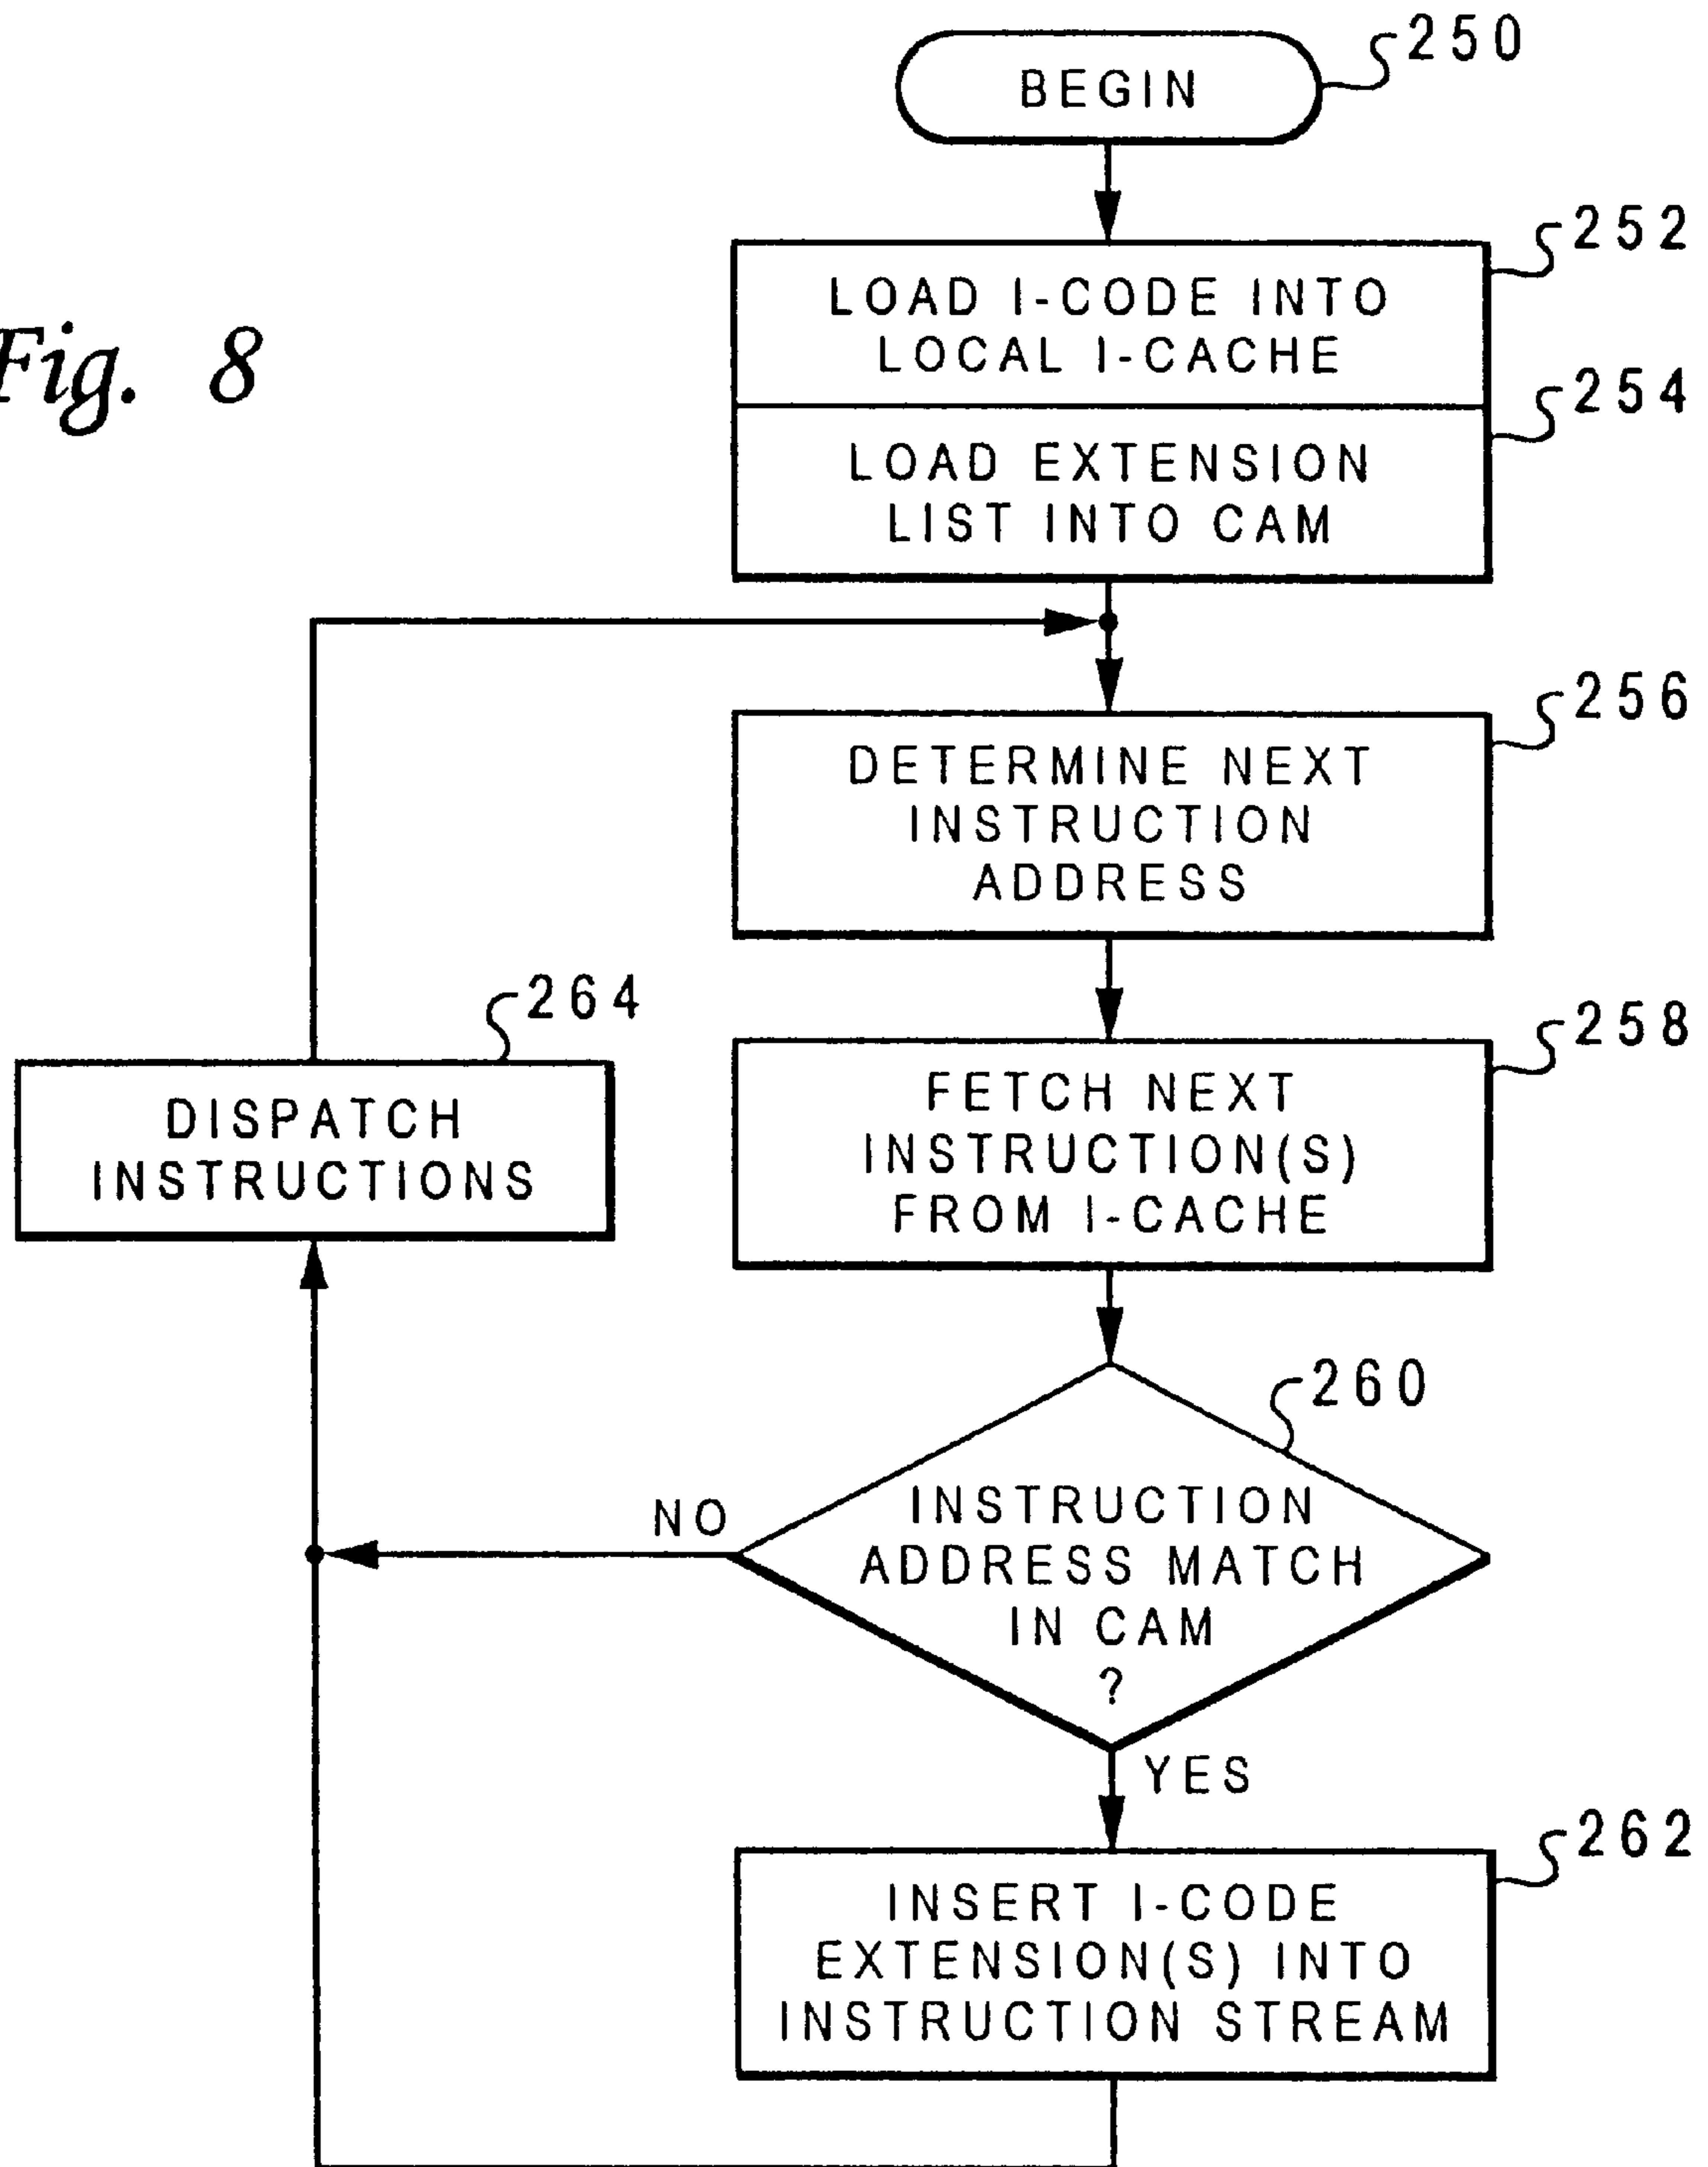 Fig. 8
BEGIN
250
LOAD I-CODE INTO
LOCAL I-CACHE
252
LOAD EXTENSION
LIST INTO CAM
254
DETERMINE NEXT
INSTRUCTION
ADDRESS
256
FETCH NEXT
INSTRUCTION(S)
FROM I-CACHE
258
INSTRUCTION
ADDRESS MATCH
IN CAM
?
260
NO
YES
INSERT I-CODE
EXTENSION(S) INTO
INSTRUCTION STREAM
262
DISPATCH
INSTRUCTIONS
264